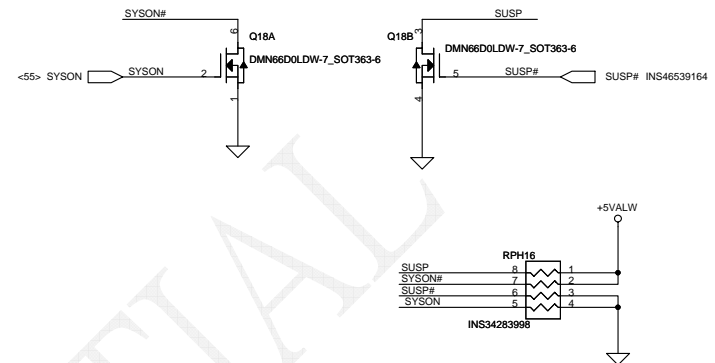 SYSON#
SUSP
6
Q18A
Q18B
3
DMN66D0LDW-7_SOT363-6
DMN66D0LDW-7_SOT363-6
<55> SYSON
SYSON
2
5
SUSP#
SUSP# INS46539164
1
4
+5VALW
RPH16
SUSP 8 1
SYSON# 7 2
SUSP# 6 3
SYSON 5 4
INS34283998
TIAL